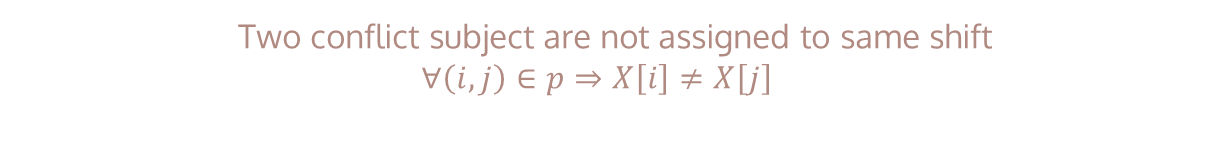 Two conflict subject are not assigned to same shift
∀(i, j) ∈ p ⇒ X[i] ≠ X[j]